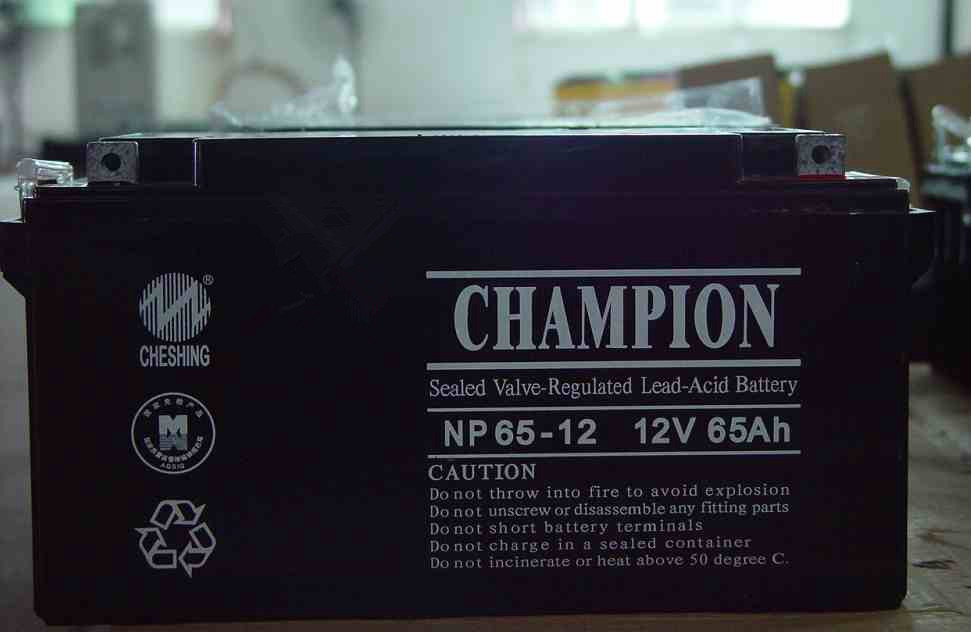 ®
CHESHING
CHAMPION
Sealed Valve-Regulated Lead-Acid Battery
NP 65-12 12V 65Ah
CAUTION
Do not throw into fire to avoid explosion
Do not unscrew or disassemble any fitting parts
Do not short battery terminals
Do not charge in a sealed container
Do not incinerate or heat above 50 degree C.